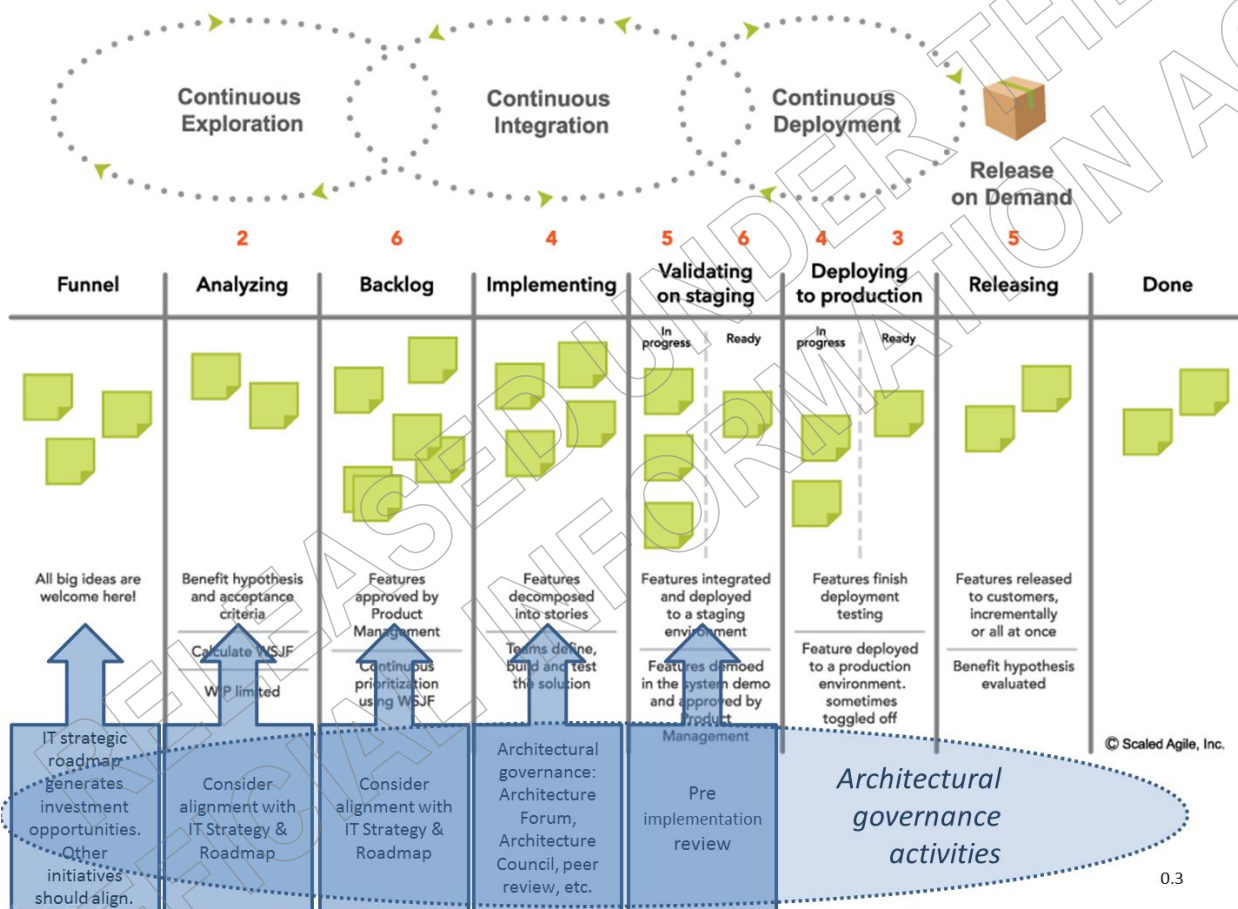 Continuous
Exploration
Continuous
Integration
Continuous
Deployment
Release
on Demand
2
6
4
5
6
4
3
5
Funnel
Analyzing
Backlog
Implementing
Validating
on staging
Deploying
to production
Releasing
Done
In
progress
Ready
In
progress
Ready
All big ideas are
welcome here!
Benefit hypothesis
and acceptance
criteria
Calculate WSJF
WIP limited
Features
approved by
Product
Management
Continuous
prioritization
using WSJF
Features
decomposed
into stories
Teams define,
build and test
the solution
Features integrated
and deployed
to a staging
environment
Features demoed
in the system demo
and approved by
Product
Management
Features finish
deployment
testing
Feature deployed
to a production
environment.
sometimes
toggled off
Features released
to customers,
incrementally
or all at once
Benefit hypothesis
evaluated
© Scaled Agile, Inc.
IT strategic
roadmap
generates
investment
opportunities.
Other
initiatives
should align.
Consider
alignment with
IT Strategy &
Roadmap
Consider
alignment with
IT Strategy &
Roadmap
Architectural
governance:
Architecture
Forum,
Architecture
Council, peer
review, etc.
Pre
implementation
review
Architectural
governance
activities
0.3
RELEASED UNDER THE
OFFICIAL INFORMATION AC